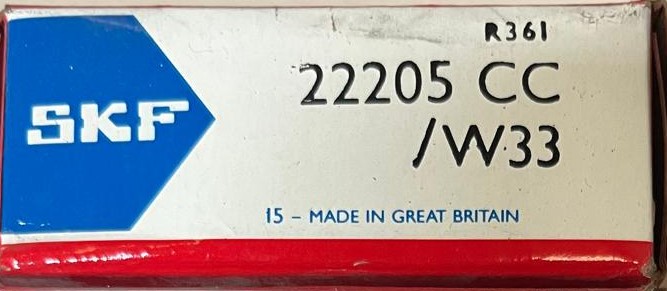 SKF
R361
22205 CC
/W33
15 - MADE IN GREAT BRITAIN